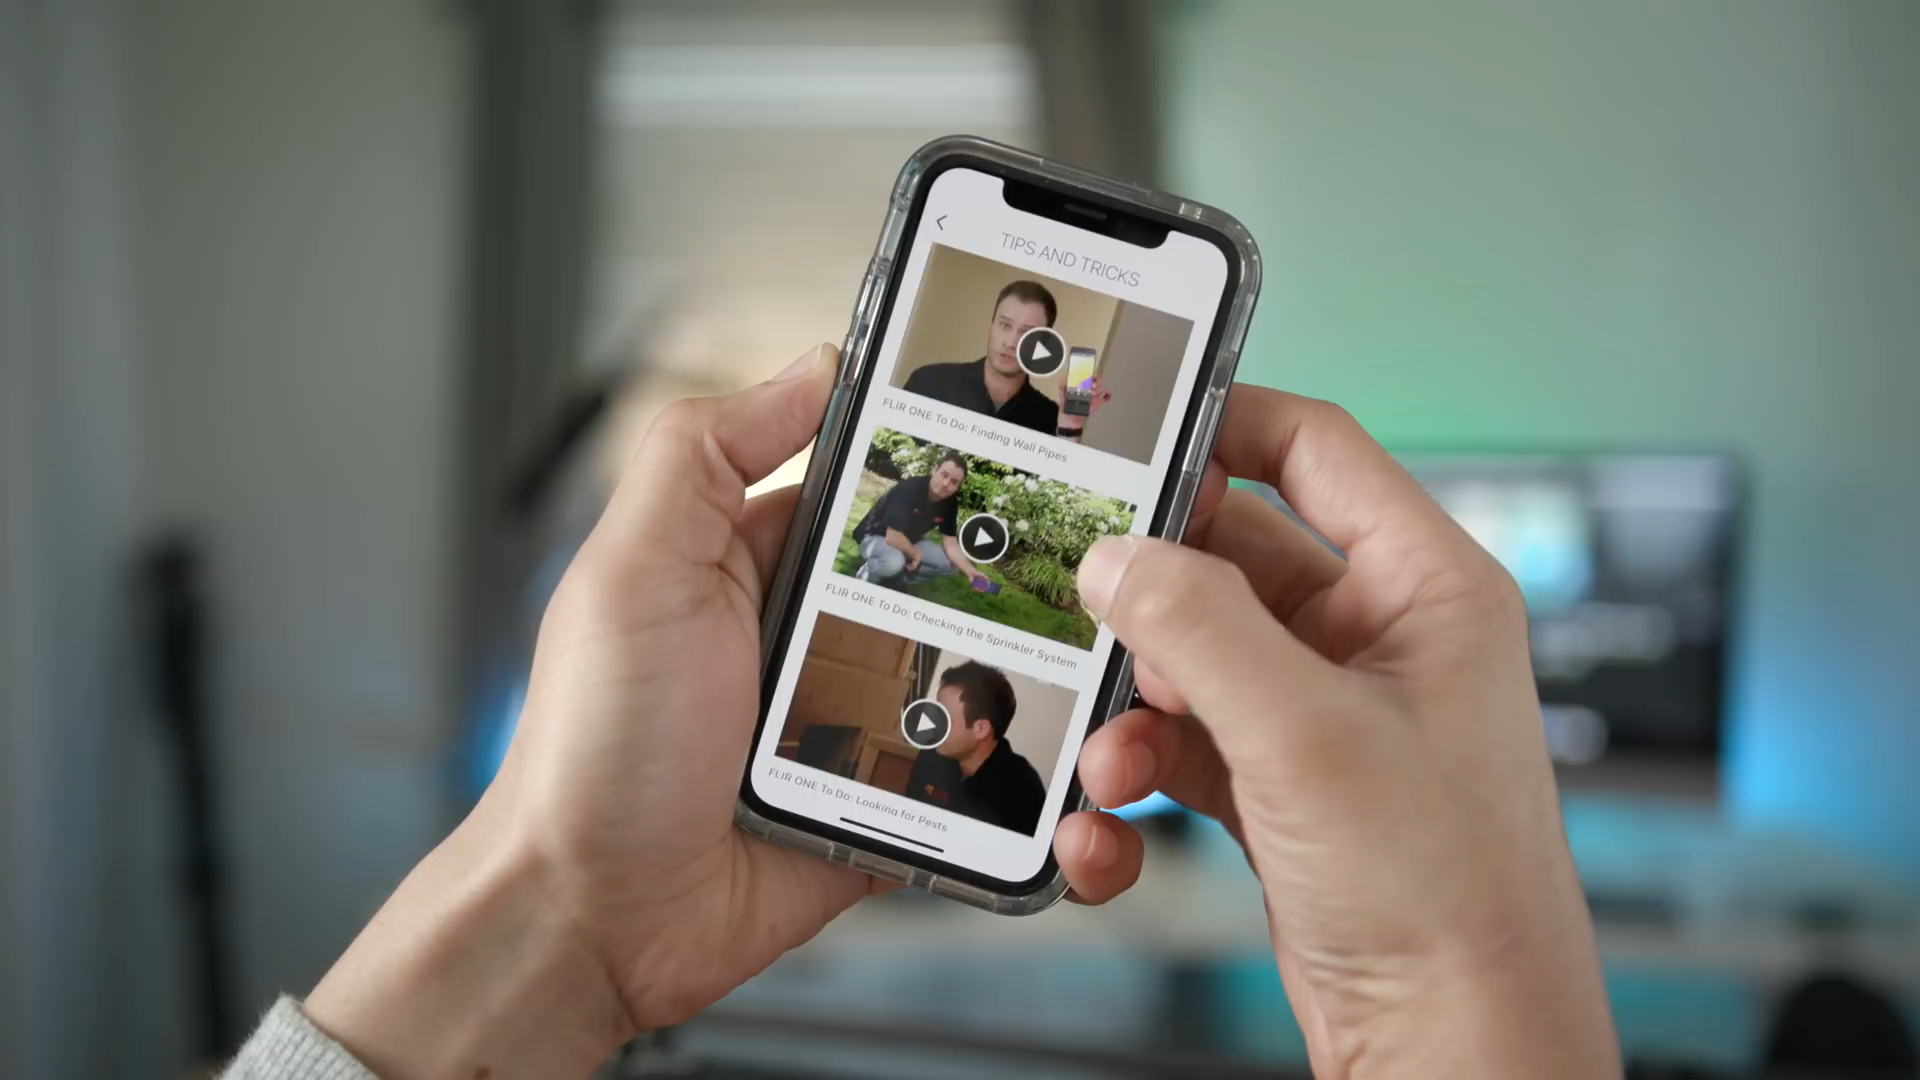 TIPS AND TRICKS
FLIR ONE To Do: Finding Wall Pipes
FLIR ONE To Do: Checking the Sprinkler System
FLIR ONE To Do: Looking for Pests